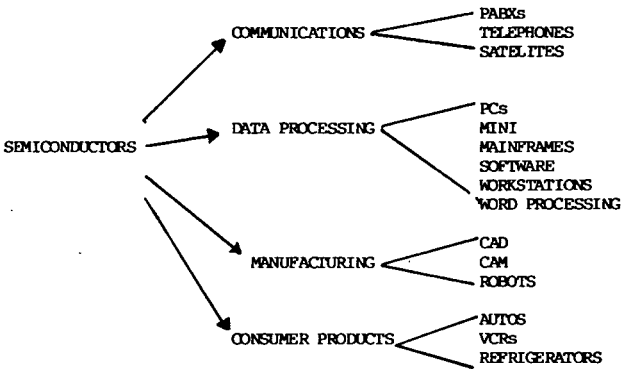 COMMUNICATIONS
PABXs
TELEPHONES
SATELITES
SEMICONDUCTORS
DATA PROCESSING
PCs
MINI
MAINFRAMES
SOFTWARE
WORKSTATIONS
WORD PROCESSING
MANUFACTURING
CAD
CAM
ROBOTS
CONSUMER PRODUCTS
AUTOS
VCRs
REFRIGERATORS